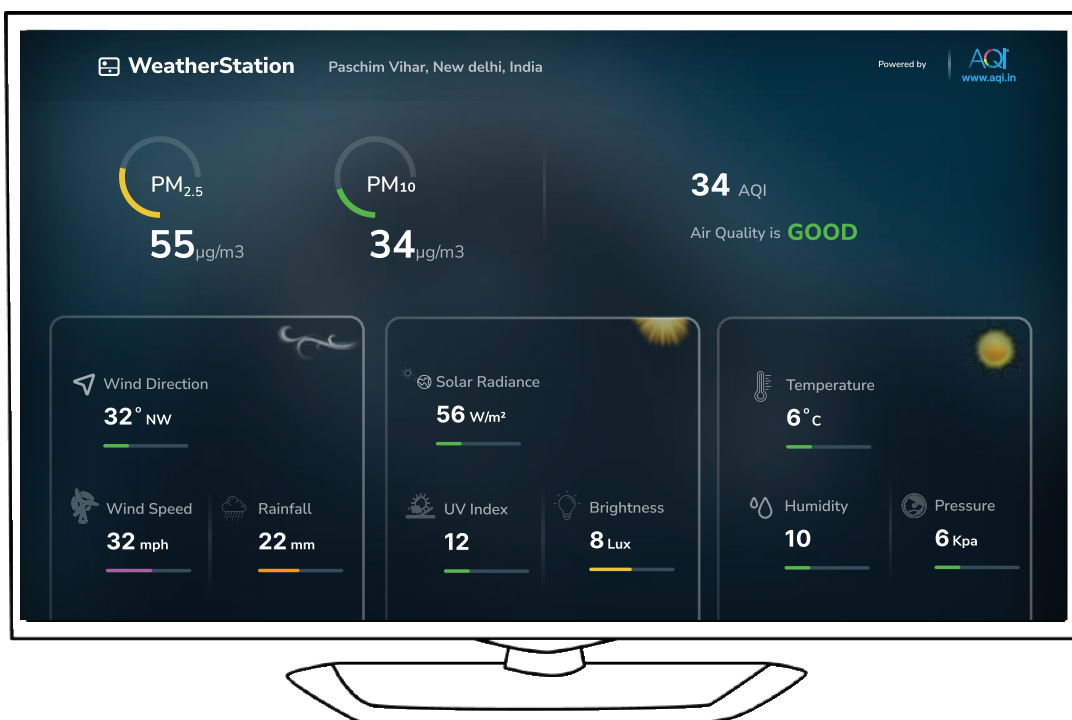 WeatherStation
Paschim Vihar, New delhi, India
Powered by
AQI
www.aqi.in
PM2.5
55µg/m3
PM10
34µg/m3
34 AQI
Air Quality is GOOD
Wind Direction
32° NW
Wind Speed
32 mph
Rainfall
22 mm
Solar Radiance
56 W/m²
UV Index
12
Brightness
8 Lux
Temperature
6°C
Humidity
10
Pressure
6 Kpa